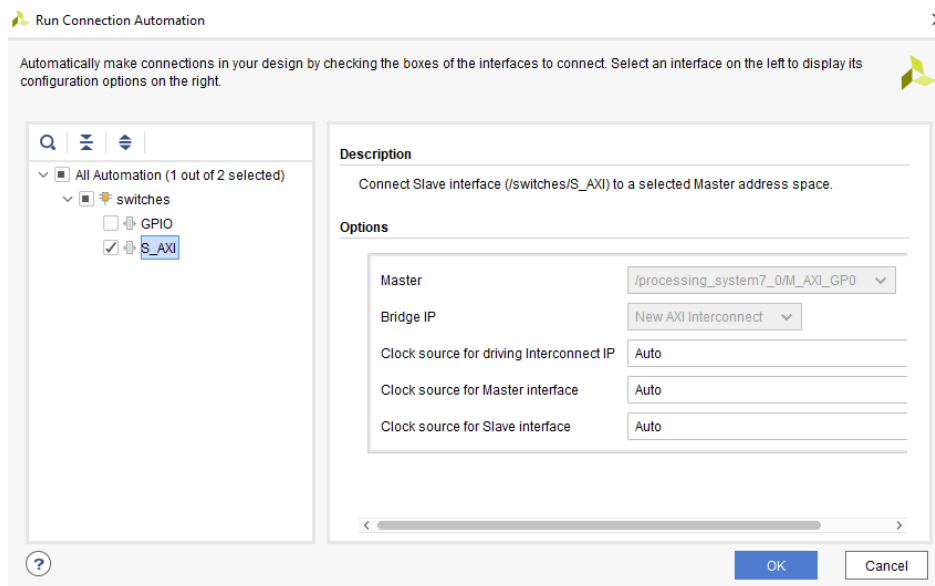 Run Connection Automation
Automatically make connections in your design by checking the boxes of the interfaces to connect. Select an interface on the left to display its
configuration options on the right.
All Automation (1 out of 2 selected)
switches
GPIO
S_AXI
Description
Connect Slave interface (/switches/S_AXI) to a selected Master address space.
Options
Master /processing_system7_0/M_AXI_GP0
Bridge IP New AXI Interconnect
Clock source for driving Interconnect IP Auto
Clock source for Master interface Auto
Clock source for Slave interface Auto
?
OK Cancel